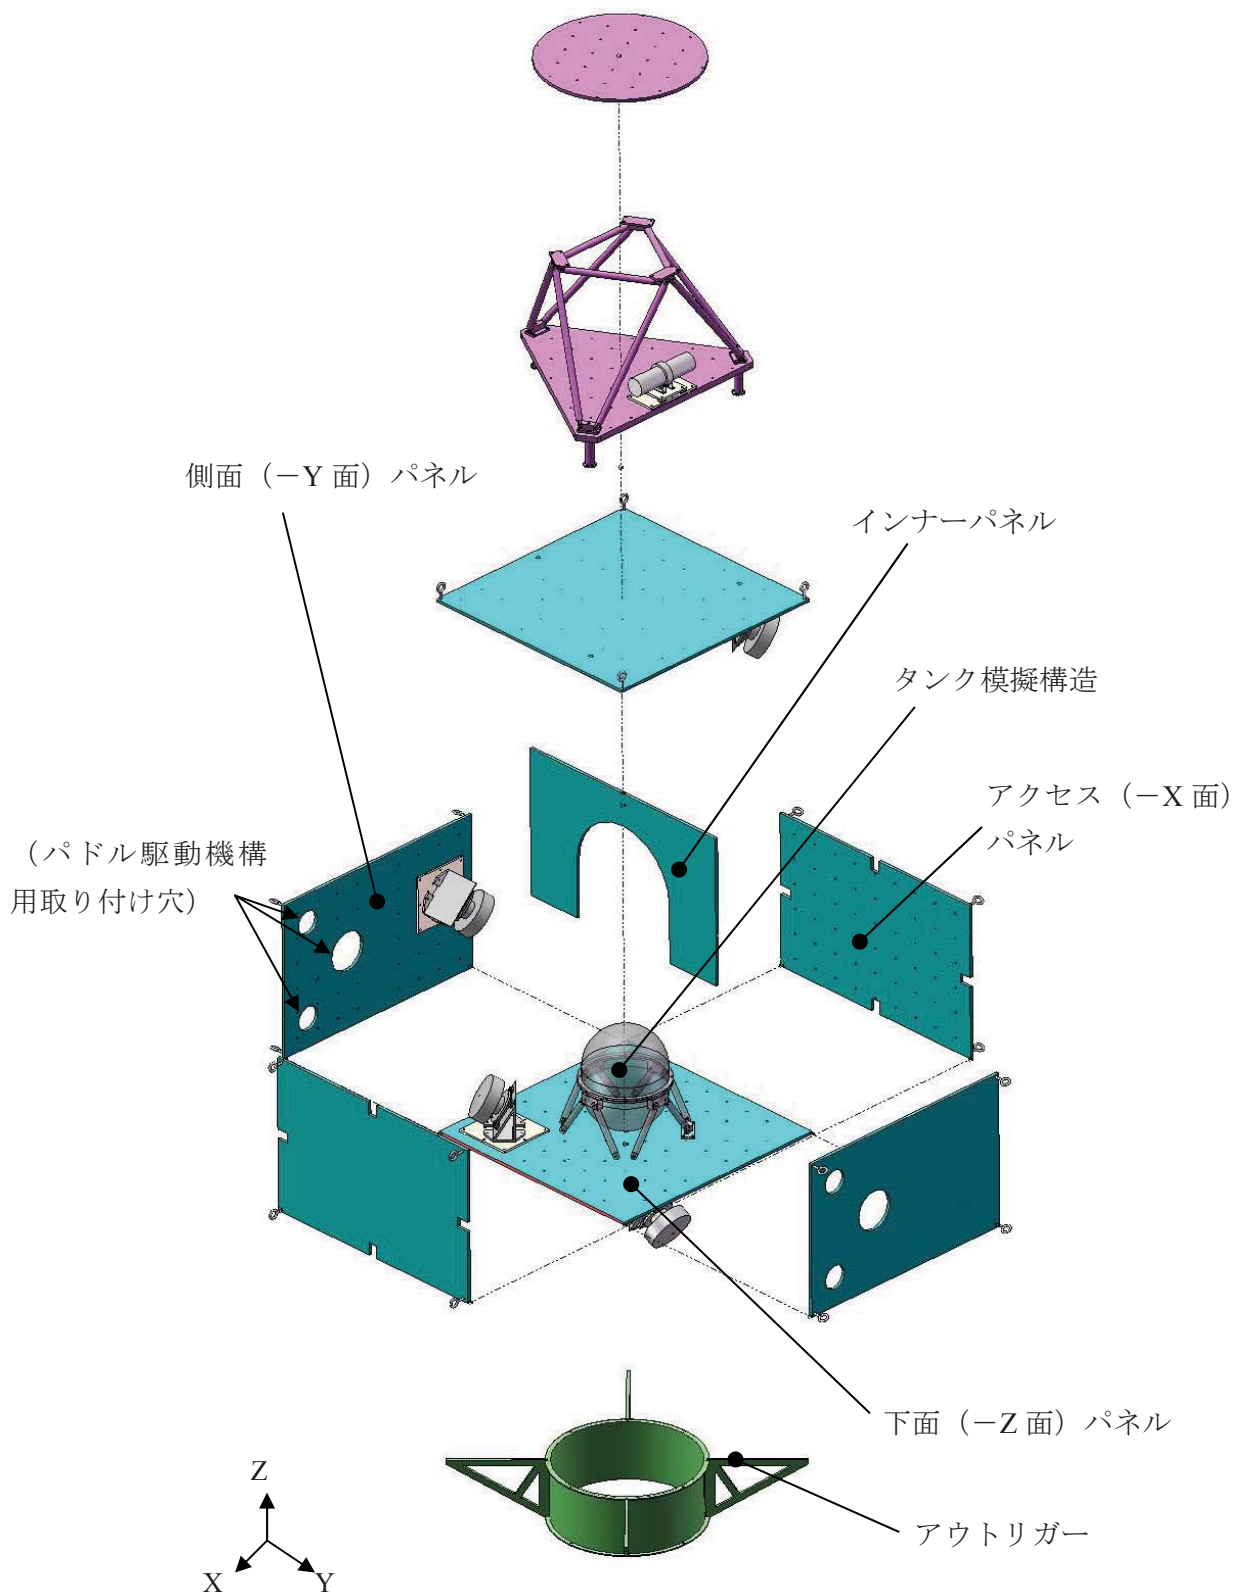 側面（－Y 面）パネル
インナーパネル
タンク模擬構造
アクセス（－X 面）
パネル
（パドル駆動機構
用取り付け穴）
下面（－Z 面）パネル
アウトリガー
Z
X
Y